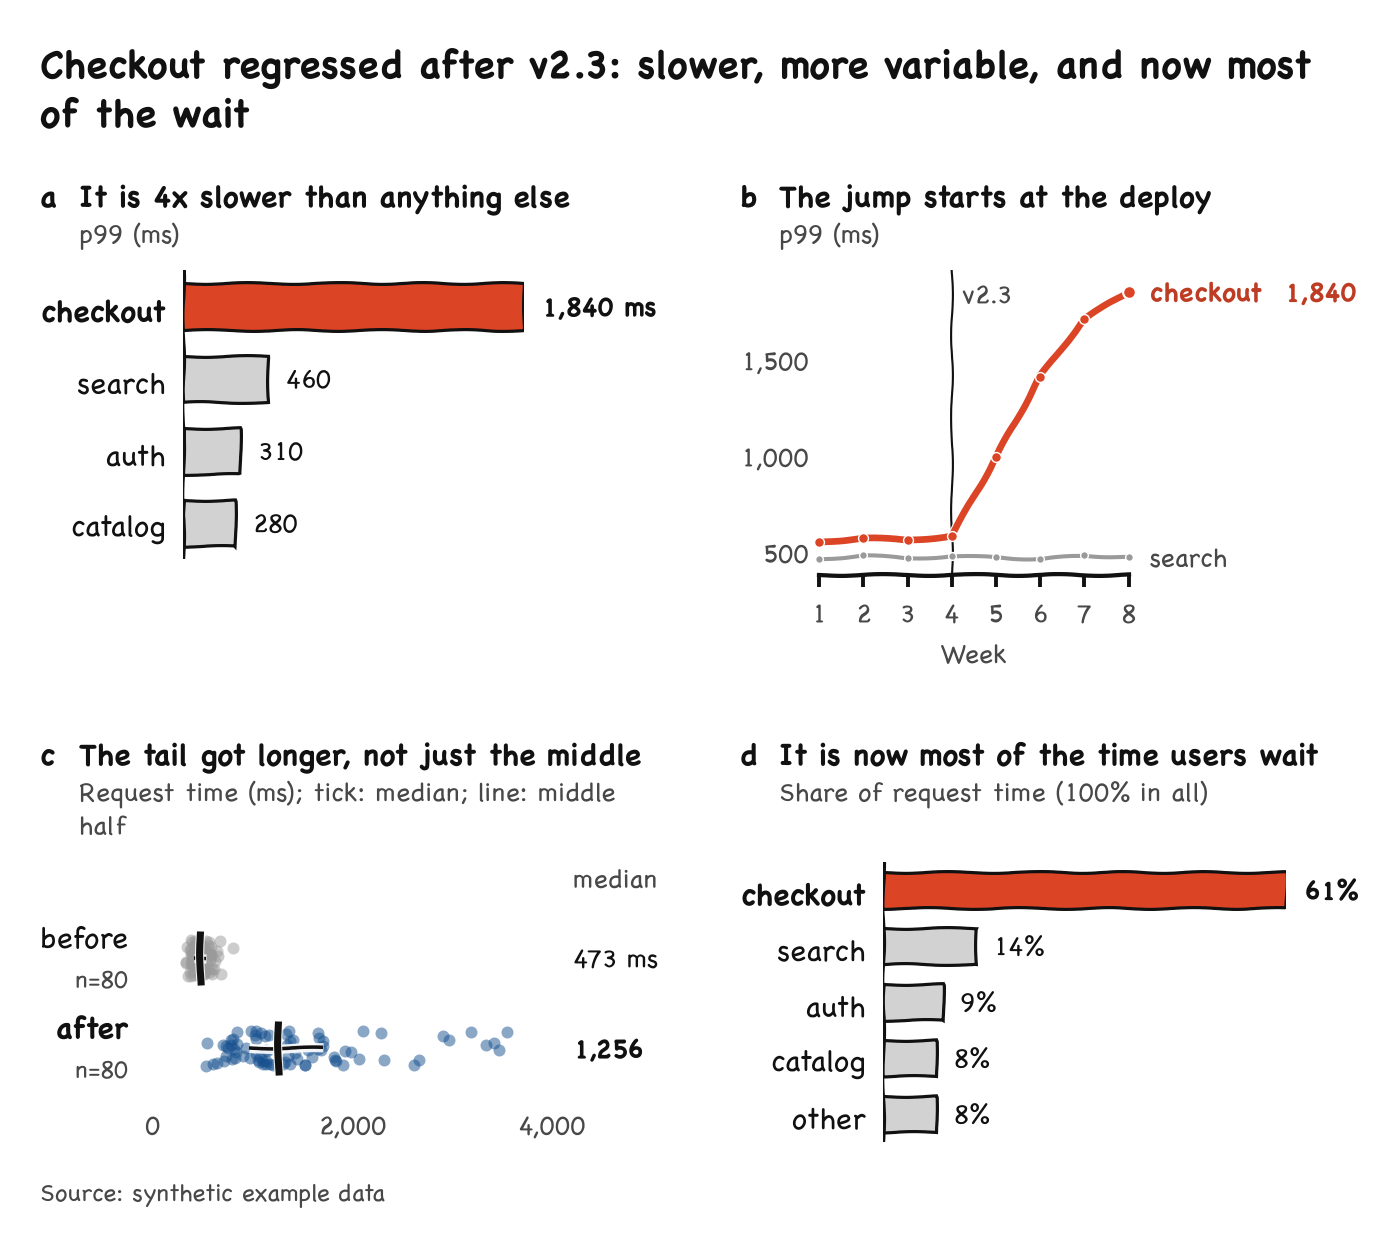 Checkout regressed after v2.3: slower, more variable, and now most
of the wait
a It is 4x slower than anything else
p99 (ms)
checkout 1,840 ms
search 460
auth 310
catalog 280
b The jump starts at the deploy
p99 (ms)
v2.3
checkout 1,840
1,500
1,000
500
search
1 2 3 4 5 6 7 8
Week
c The tail got longer, not just the middle
Request time (ms); tick: median; line: middle
half
median
before
n=80
473 ms
after
n=80
1,256
0 2,000 4,000
d It is now most of the time users wait
Share of request time (100% in all)
checkout 61%
search 14%
auth 9%
catalog 8%
other 8%
Source: synthetic example data